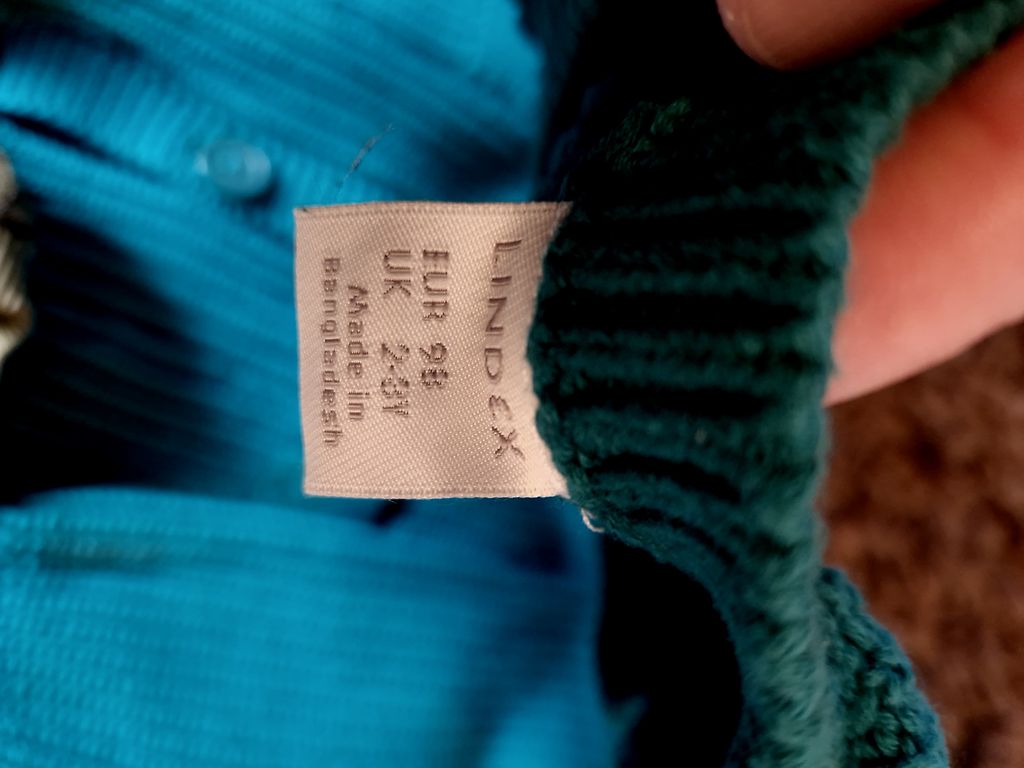 LINDEX
EUR 98
UK 2-3Y
Made in
Bangladesh